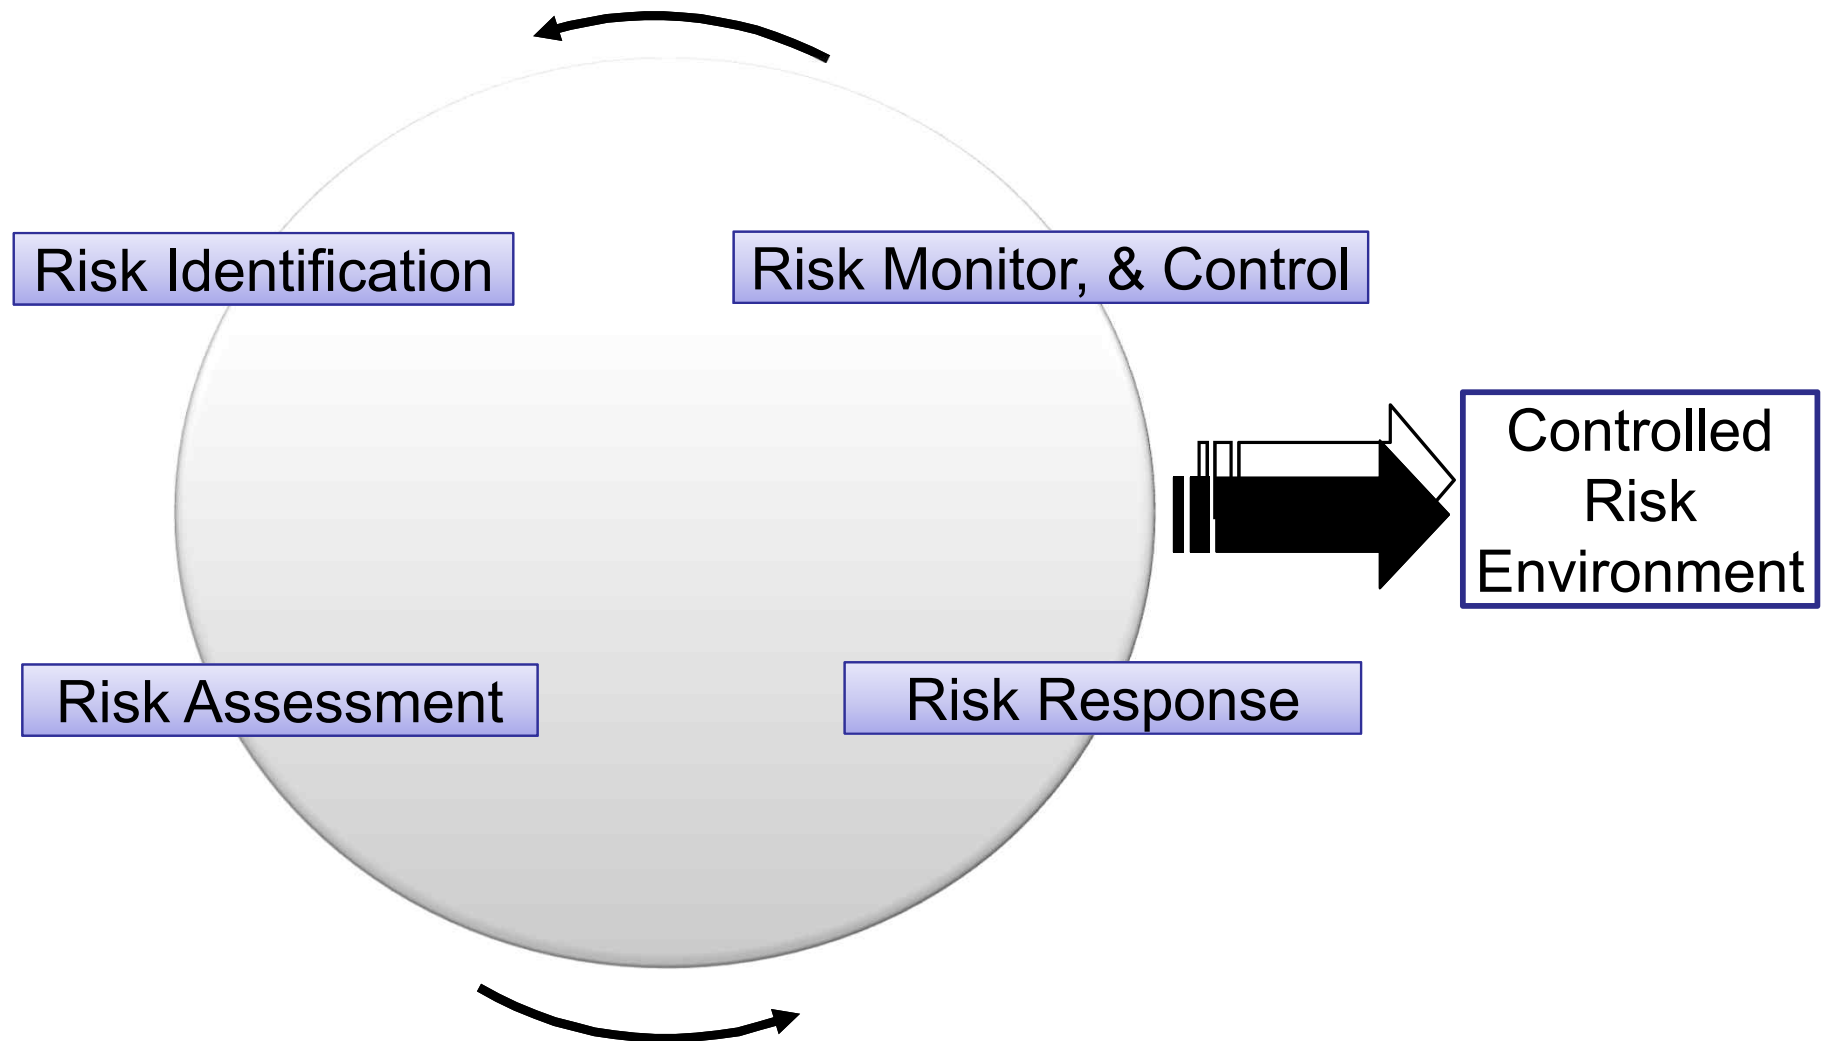 Risk Identification
Risk Monitor, & Control
Controlled
Risk
Environment
Risk Assessment
Risk Response